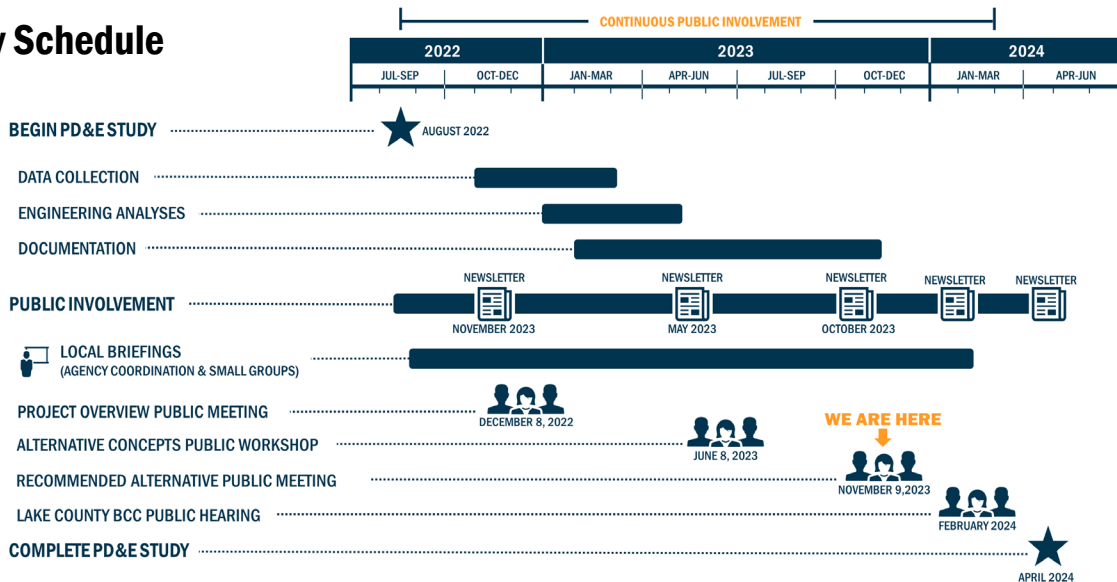 CONTINUOUS PUBLIC INVOLVEMENT
y Schedule
2022 2023 2024
JUL-SEP OCT-DEC JAN-MAR APR-JUN JUL-SEP OCT-DEC JAN-MAR APR-JUN
BEGIN PD&E STUDY AUGUST 2022
DATA COLLECTION
ENGINEERING ANALYSES
DOCUMENTATION
NEWSLETTER NEWSLETTER NEWSLETTER NEWSLETTER NEWSLETTER
PUBLIC INVOLVEMENT
NOVEMBER 2023 MAY 2023 OCTOBER 2023
LOCAL BRIEFINGS
(AGENCY COORDINATION & SMALL GROUPS)
PROJECT OVERVIEW PUBLIC MEETING
DECEMBER 8, 2022
WE ARE HERE
ALTERNATIVE CONCEPTS PUBLIC WORKSHOP
JUNE 8, 2023
RECOMMENDED ALTERNATIVE PUBLIC MEETING
NOVEMBER 9,2023
LAKE COUNTY BCC PUBLIC HEARING
FEBRUARY 2024
COMPLETE PD&E STUDY
APRIL 2024